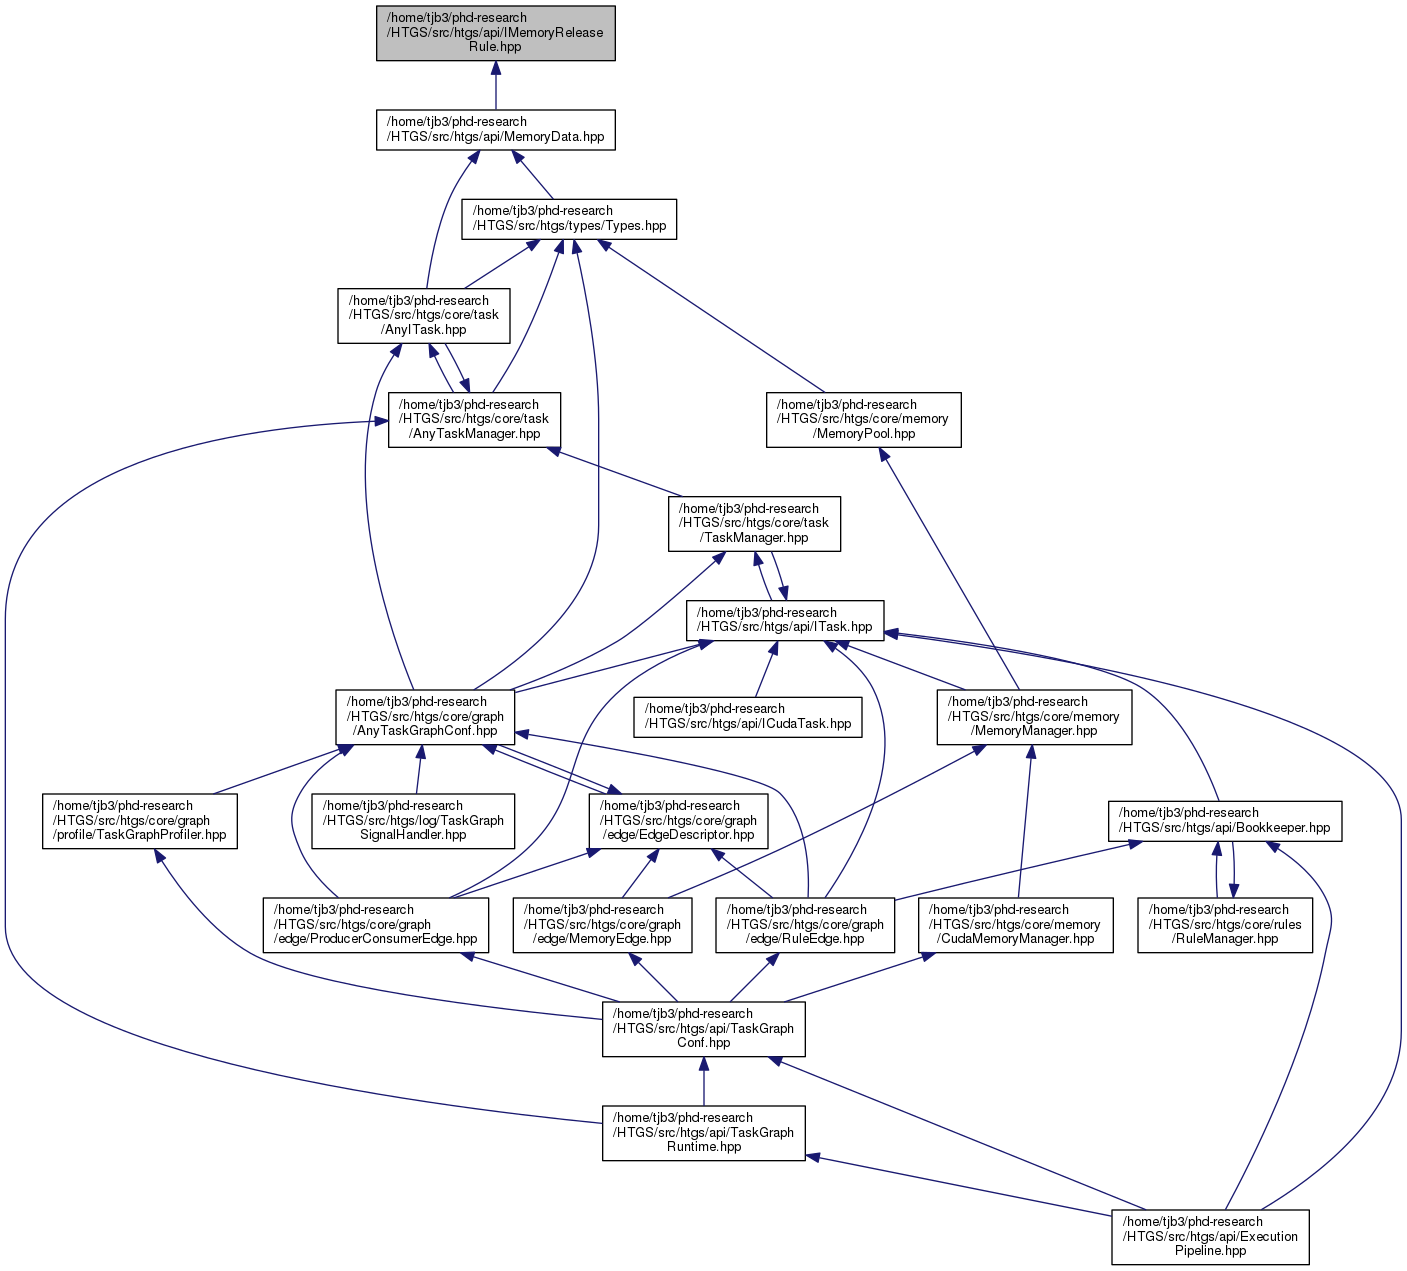 /home/tjb3/phd-research
/HTGS/src/htgs/api/IMemoryRelease
Rule.hpp
/home/tjb3/phd-research
/HTGS/src/htgs/api/MemoryData.hpp
/home/tjb3/phd-research
/HTGS/src/htgs/types/Types.hpp
/home/tjb3/phd-research
/HTGS/src/htgs/core/task
/AnyITask.hpp
/home/tjb3/phd-research
/HTGS/src/htgs/core/task
/AnyTaskManager.hpp
/home/tjb3/phd-research
/HTGS/src/htgs/core/memory
/MemoryPool.hpp
/home/tjb3/phd-research
/HTGS/src/htgs/core/task
/TaskManager.hpp
/home/tjb3/phd-research
/HTGS/src/htgs/api/ITask.hpp
/home/tjb3/phd-research
/HTGS/src/htgs/core/graph
/AnyTaskGraphConf.hpp
/home/tjb3/phd-research
/HTGS/src/htgs/api/ICudaTask.hpp
/home/tjb3/phd-research
/HTGS/src/htgs/core/memory
/MemoryManager.hpp
/home/tjb3/phd-research
/HTGS/src/htgs/core/graph
/profile/TaskGraphProfiler.hpp
/home/tjb3/phd-research
/HTGS/src/htgs/log/TaskGraph
SignalHandler.hpp
/home/tjb3/phd-research
/HTGS/src/htgs/core/graph
/edge/EdgeDescriptor.hpp
/home/tjb3/phd-research
/HTGS/src/htgs/api/Bookkeeper.hpp
/home/tjb3/phd-research
/HTGS/src/htgs/core/graph
/edge/ProducerConsumerEdge.hpp
/home/tjb3/phd-research
/HTGS/src/htgs/core/graph
/edge/MemoryEdge.hpp
/home/tjb3/phd-research
/HTGS/src/htgs/core/graph
/edge/RuleEdge.hpp
/home/tjb3/phd-research
/HTGS/src/htgs/core/memory
/CudaMemoryManager.hpp
/home/tjb3/phd-research
/HTGS/src/htgs/core/rules
/RuleManager.hpp
/home/tjb3/phd-research
/HTGS/src/htgs/api/TaskGraph
Conf.hpp
/home/tjb3/phd-research
/HTGS/src/htgs/api/TaskGraph
Runtime.hpp
/home/tjb3/phd-research
/HTGS/src/htgs/api/Execution
Pipeline.hpp